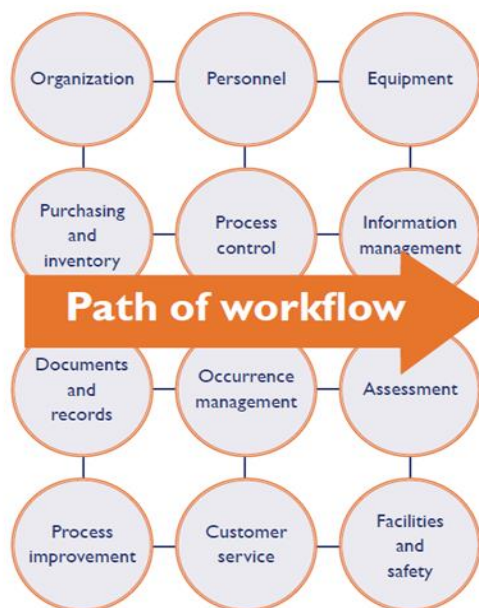 Organization
Personnel
Equipment
Purchasing
and
inventory
Process
control
Information
management
Path of workflow
Documents
and
records
Occurrence
management
Assessment
Process
improvement
Customer
service
Facilities
and
safety